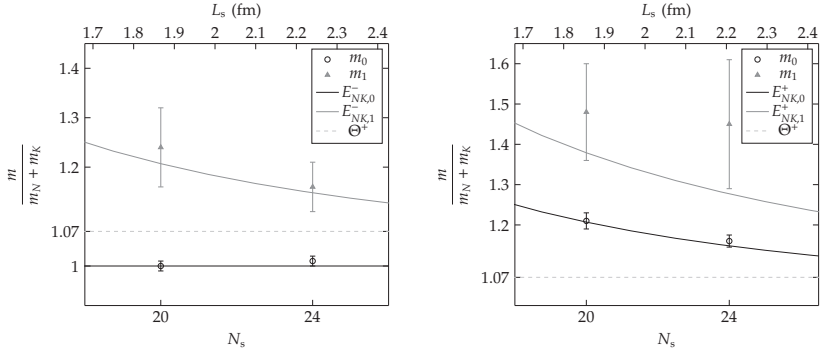 L_s (fm)
1.7 1.8 1.9 2 2.1 2.2 2.3 2.4
1.4
1.3
1.2
1.07
1
m
m_N + m_K
m_0
m_1
E^-_{NK,0}
E^-_{NK,1}
Θ^+
20 24
N_s
L_s (fm)
1.7 1.8 1.9 2 2.1 2.2 2.3 2.4
1.6
1.5
1.4
1.3
1.2
1.07
m
m_N + m_K
m_0
m_1
E^+_{NK,0}
E^+_{NK,1}
Θ^+
20 24
N_s